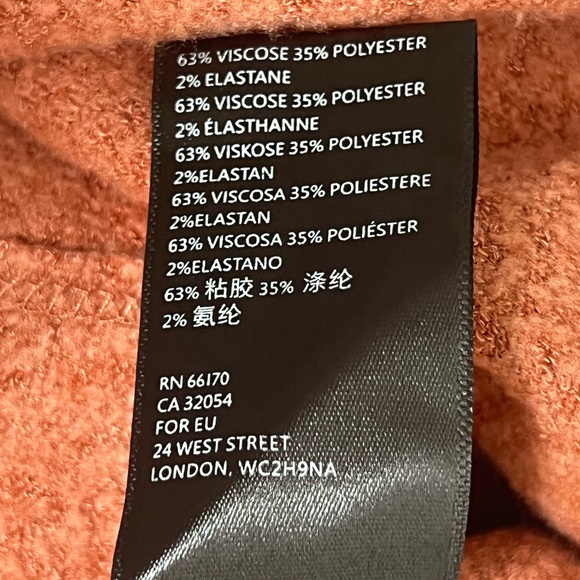 63% VISCOSE 35% POLYESTER
2% ELASTANE
63% VISCOSE 35% POLYESTER
2% ÉLASTHANNE
63% VISKOSE 35% POLYESTER
2%ELASTAN
63% VISCOSA 35% POLIESTERE
2%ELASTAN
63% VISCOSA 35% POLIÉSTER
2%ELASTANO
63% 粘胶 35% 涤纶
2% 氨纶
RN 66170
CA 32054
FOR EU
24 WEST STREET
LONDON, WC2H9NA